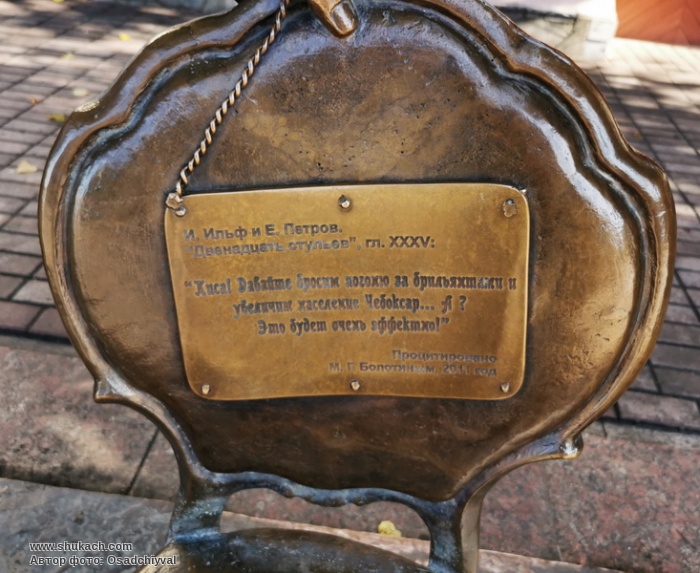 И. Ильф и Е. Петров.
"Двенадцать стульев", гл. XXXV:
"Киса! Давайте бросим погоню за брильянтами и
увеличим население Чебоксар... А ?
Это будет очень эффектно!"
Процитировано
М. Г. Болотиным, 2011 год
www.shukach.com
Автор фото: Osadchiyval